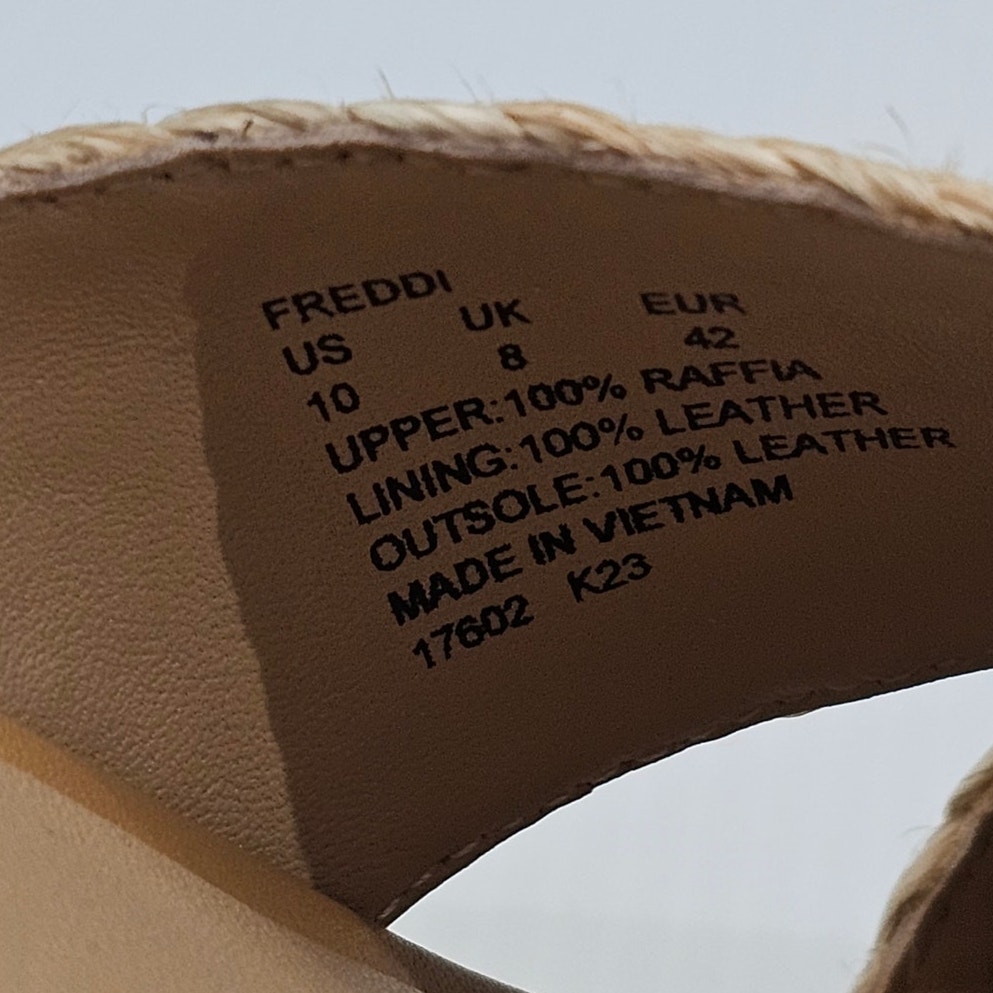 FREDDI
US UK EUR
10 8 42
UPPER:100% RAFFIA
LINING:100% LEATHER
OUTSOLE:100% LEATHER
MADE IN VIETNAM
17602 K23